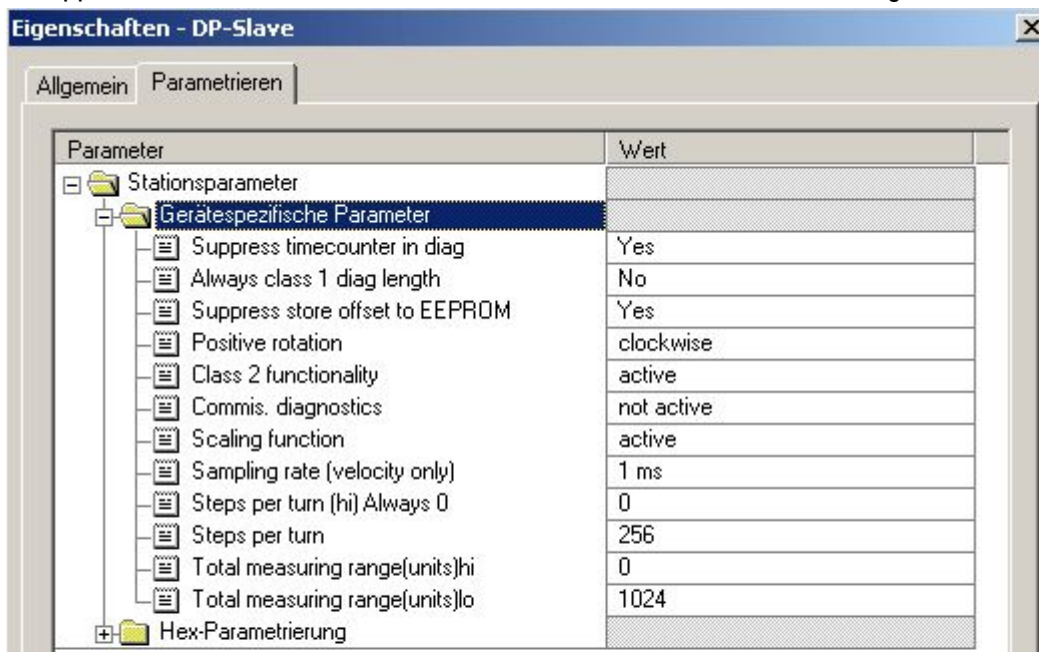 Eigenschaften - DP-Slave
Allgemein Parametrieren
Parameter Wert
Stationsparameter
Gerätespezifische Parameter
Suppress timecounter in diag Yes
Always class 1 diag length No
Suppress store offset to EEPROM Yes
Positive rotation clockwise
Class 2 functionality active
Commis. diagnostics not active
Scaling function active
Sampling rate (velocity only) 1 ms
Steps per turn (hi) Always 0 0
Steps per turn 256
Total measuring range(units)hi 0
Total measuring range(units)lo 1024
Hex-Parametrierung